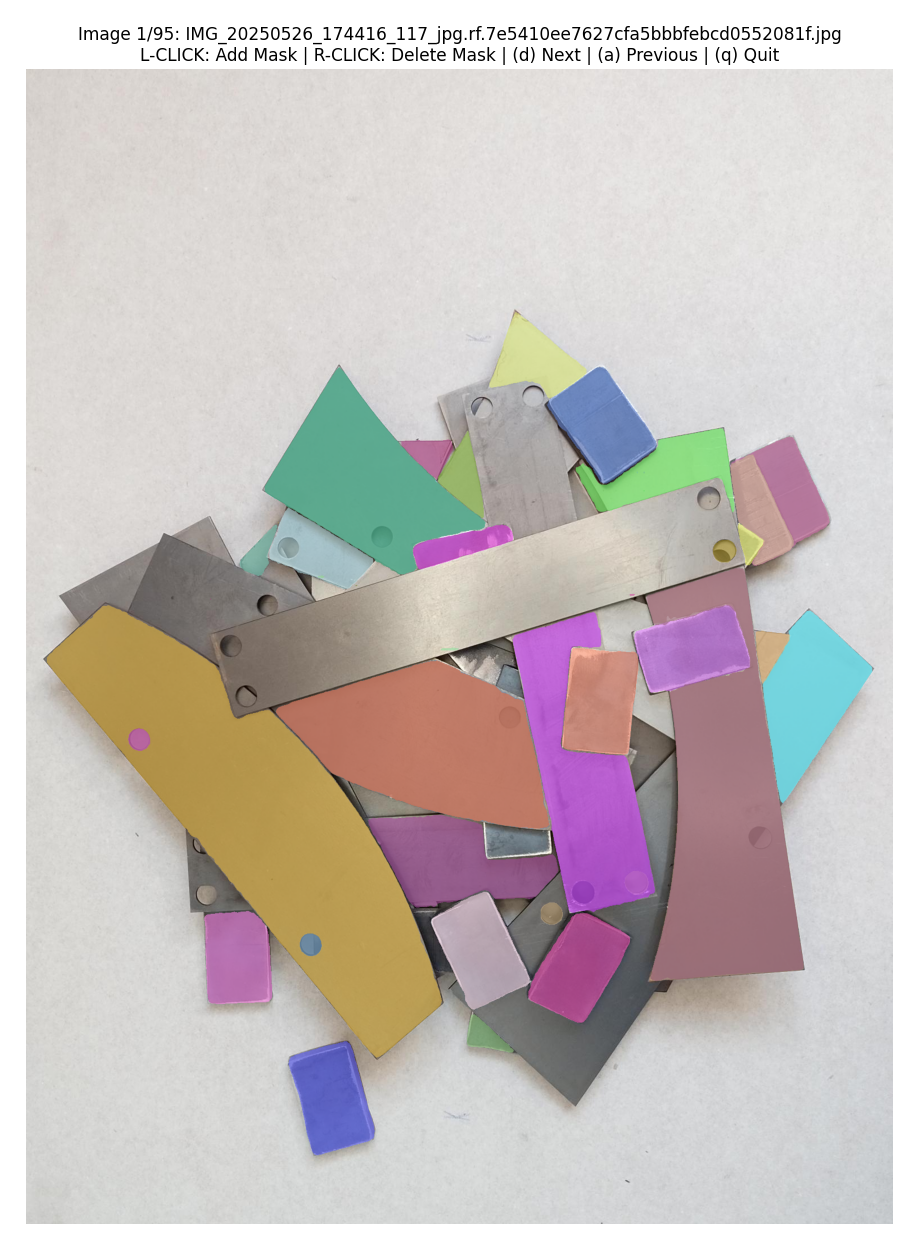 Image 1/95: IMG_20250526_174416_117_jpg.rf.7e5410ee7627cfa5bbbfebcd0552081f.jpg
L-CLICK: Add Mask | R-CLICK: Delete Mask | (d) Next | (a) Previous | (q) Quit